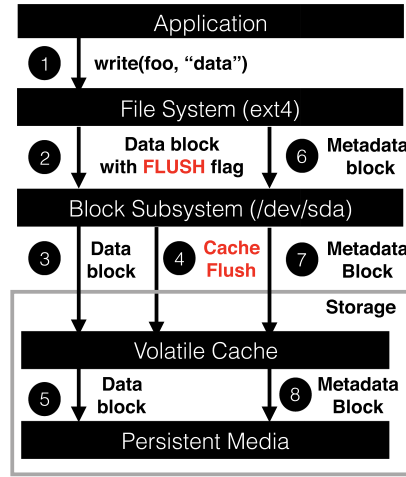 Application
1
write(foo, “data”)
File System (ext4)
2
Data block
with FLUSH flag
6
Metadata
block
Block Subsystem (/dev/sda)
3
Data
block
4
Cache
Flush
7
Metadata
Block
Storage
Volatile Cache
5
Data
block
8
Metadata
Block
Persistent Media